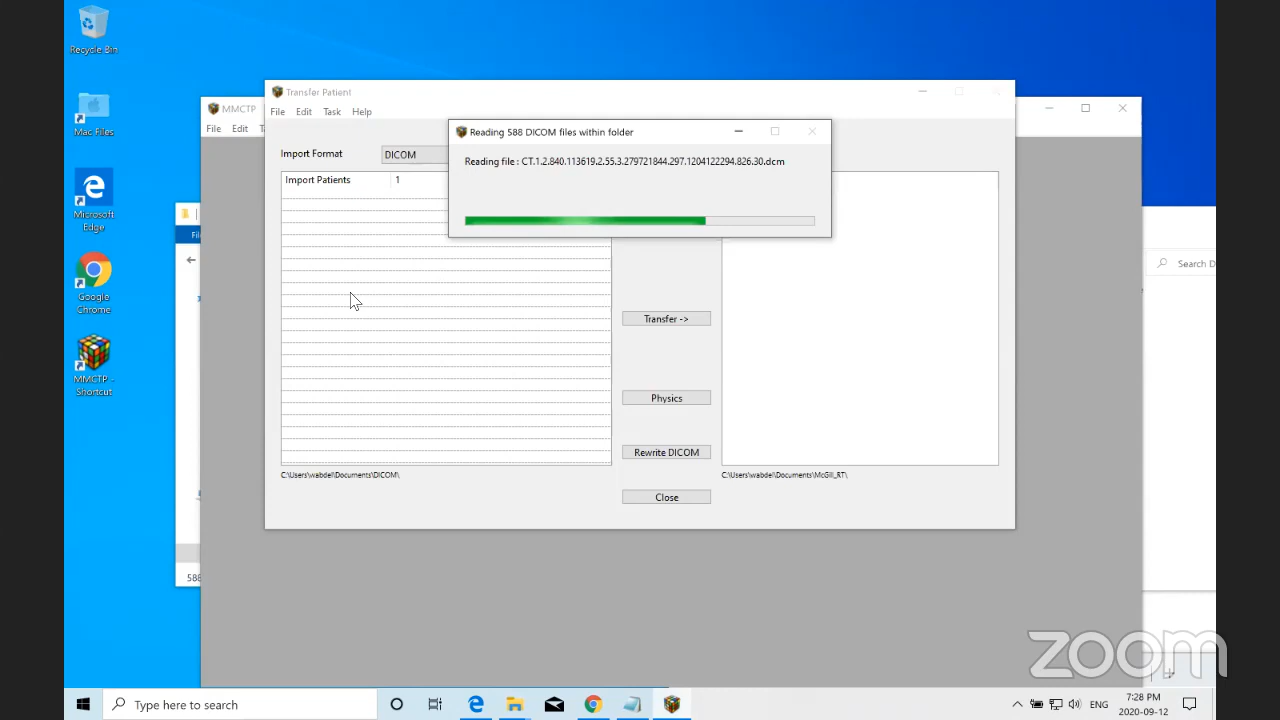 Recycle Bin
Mac Files
Microsoft
Edge
Google
Chrome
MMCTP -
Shortcut
MMCTP
File Edit
Transfer Patient
File Edit Task Help
Import Format DICOM
Import Patients 1
Reading 588 DICOM files within folder
Reading file : CT.1.2.840.113619.2.55.3.279721844.297.1204122294.826.30.dcm
Transfer ->
Physics
Rewrite DICOM
Close
C:\Users\wabdel\Documents\DICOM\
C:\Users\wabdel\Documents\McGill_RT\
588
Search D
zoom
Type here to search
ENG
7:28 PM
2020-09-12